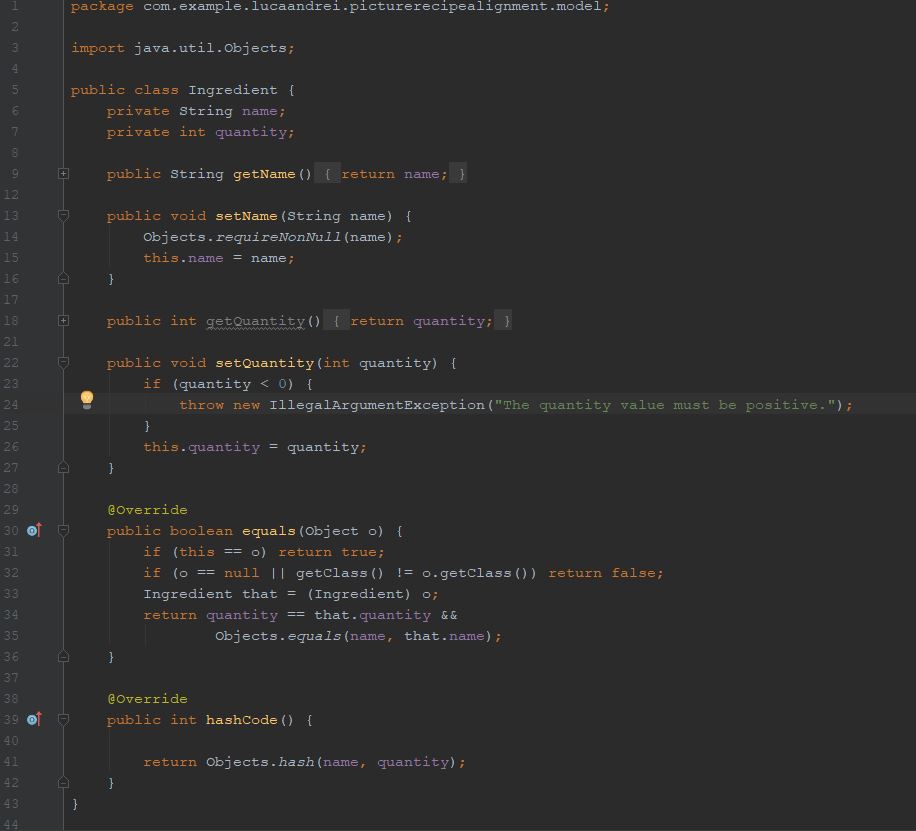 1 package com.example.lucaandrei.picturerecipealignment.model;
2
3 import java.util.Objects;
4
5 public class Ingredient {
6     private String name;
7     private int quantity;
8
9     public String getName() { return name; }
12
13     public void setName(String name) {
14         Objects.requireNonNull(name);
15         this.name = name;
16     }
17
18     public int getQuantity() { return quantity; }
21
22     public void setQuantity(int quantity) {
23         if (quantity < 0) {
24             throw new IllegalArgumentException("The quantity value must be positive.");
25         }
26         this.quantity = quantity;
27     }
28
29     @Override
30     public boolean equals(Object o) {
31         if (this == o) return true;
32         if (o == null || getClass() != o.getClass()) return false;
33         Ingredient that = (Ingredient) o;
34         return quantity == that.quantity &&
35                 Objects.equals(name, that.name);
36     }
37
38     @Override
39     public int hashCode() {
40
41         return Objects.hash(name, quantity);
42     }
43 }
44